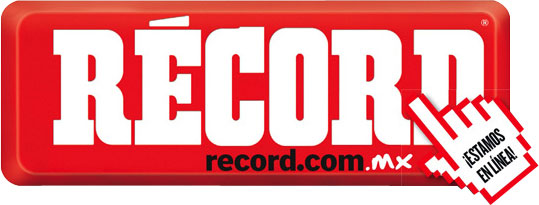 RÉCORD®
record.com.mx
¡ESTAMOS
EN LÍNEA!